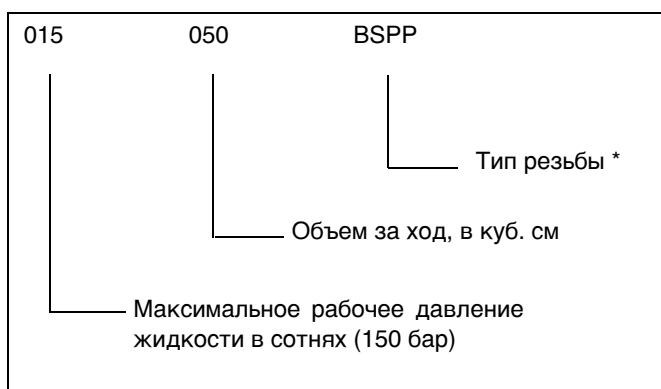 015 050 BSPP
Тип резьбы *
Объем за ход, в куб. см
Максимальное рабочее давление
жидкости в сотнях (150 бар)